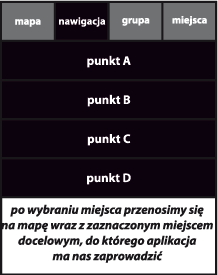 mapa nawigacja grupa miejsca
punkt A
punkt B
punkt C
punkt D
po wybraniu miejsca przenosimy się
na mapę wraz z zaznaczonym miejscem
docelowym, do którego aplikacja
ma nas zaprowadzić